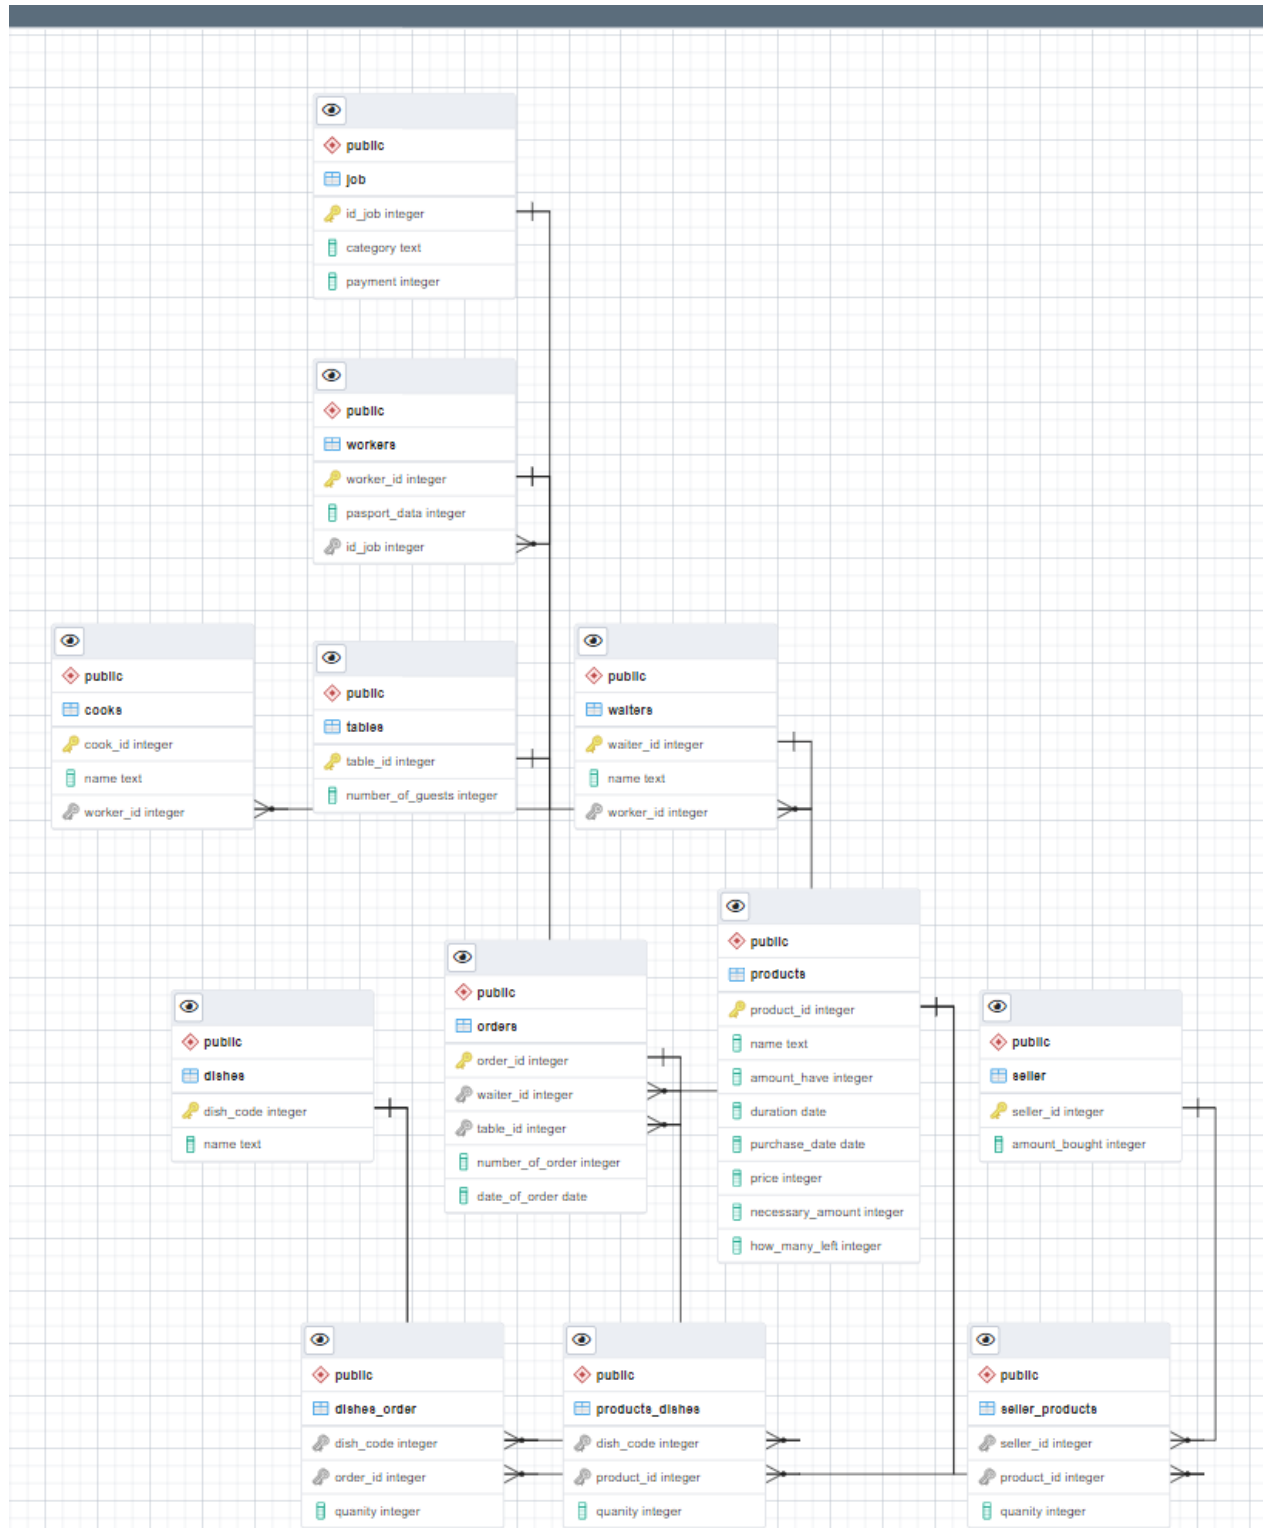 public
job
id_job integer
category text
payment integer
public
workers
worker_id integer
pasport_data integer
id_job integer
public
cooks
cook_id integer
name text
worker_id integer
public
tables
table_id integer
number_of_guests integer
public
waiters
waiter_id integer
name text
worker_id integer
public
dishes
dish_code integer
name text
public
orders
order_id integer
waiter_id integer
table_id integer
number_of_order integer
date_of_order date
public
products
product_id integer
name text
amount_have integer
duration date
purchase_date date
price integer
necessary_amount integer
how_many_left integer
public
seller
seller_id integer
amount_bought integer
public
dishes_order
dish_code integer
order_id integer
quanity integer
public
products_dishes
dish_code integer
product_id integer
quanity integer
public
seller_products
seller_id integer
product_id integer
quanity integer